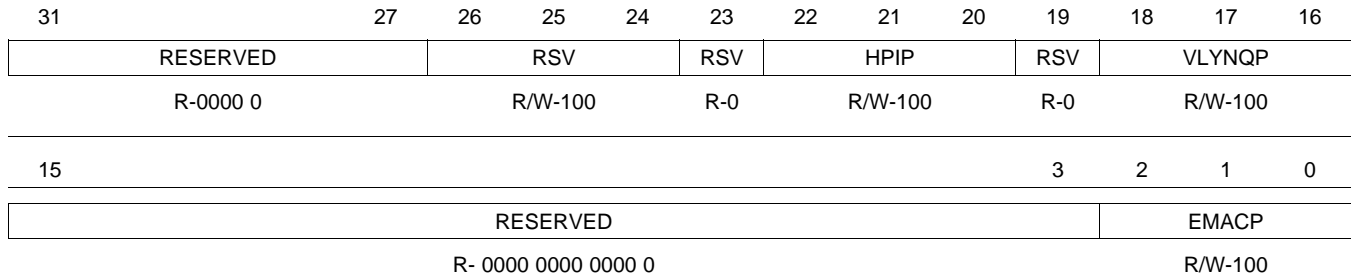 31 27 26 25 24 23 22 21 20 19 18 17 16
RESERVED RSV RSV HPIP RSV VLYNQP
R-0000 0 R/W-100 R-0 R/W-100 R-0 R/W-100
15 3 2 1 0
RESERVED EMACP
R- 0000 0000 0000 0 R/W-100